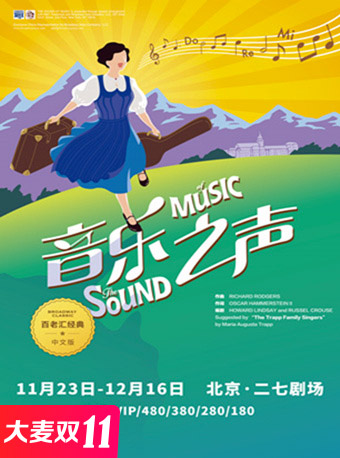 Do
Re
Mi
音乐之声
The SOUND of MUSIC
作曲 RICHARD RODGERS
作词 OSCAR HAMMERSTEIN II
编剧 HOWARD LINDSAY and RUSSEL CROUSE
Suggested by "The Trapp Family Singers"
by Maria Augusta Trapp
BROADWAY
CLASSIC
百老汇经典
中文版
11月23日-12月16日 北京·二七剧场
VIP/480/380/280/180
大麦双11